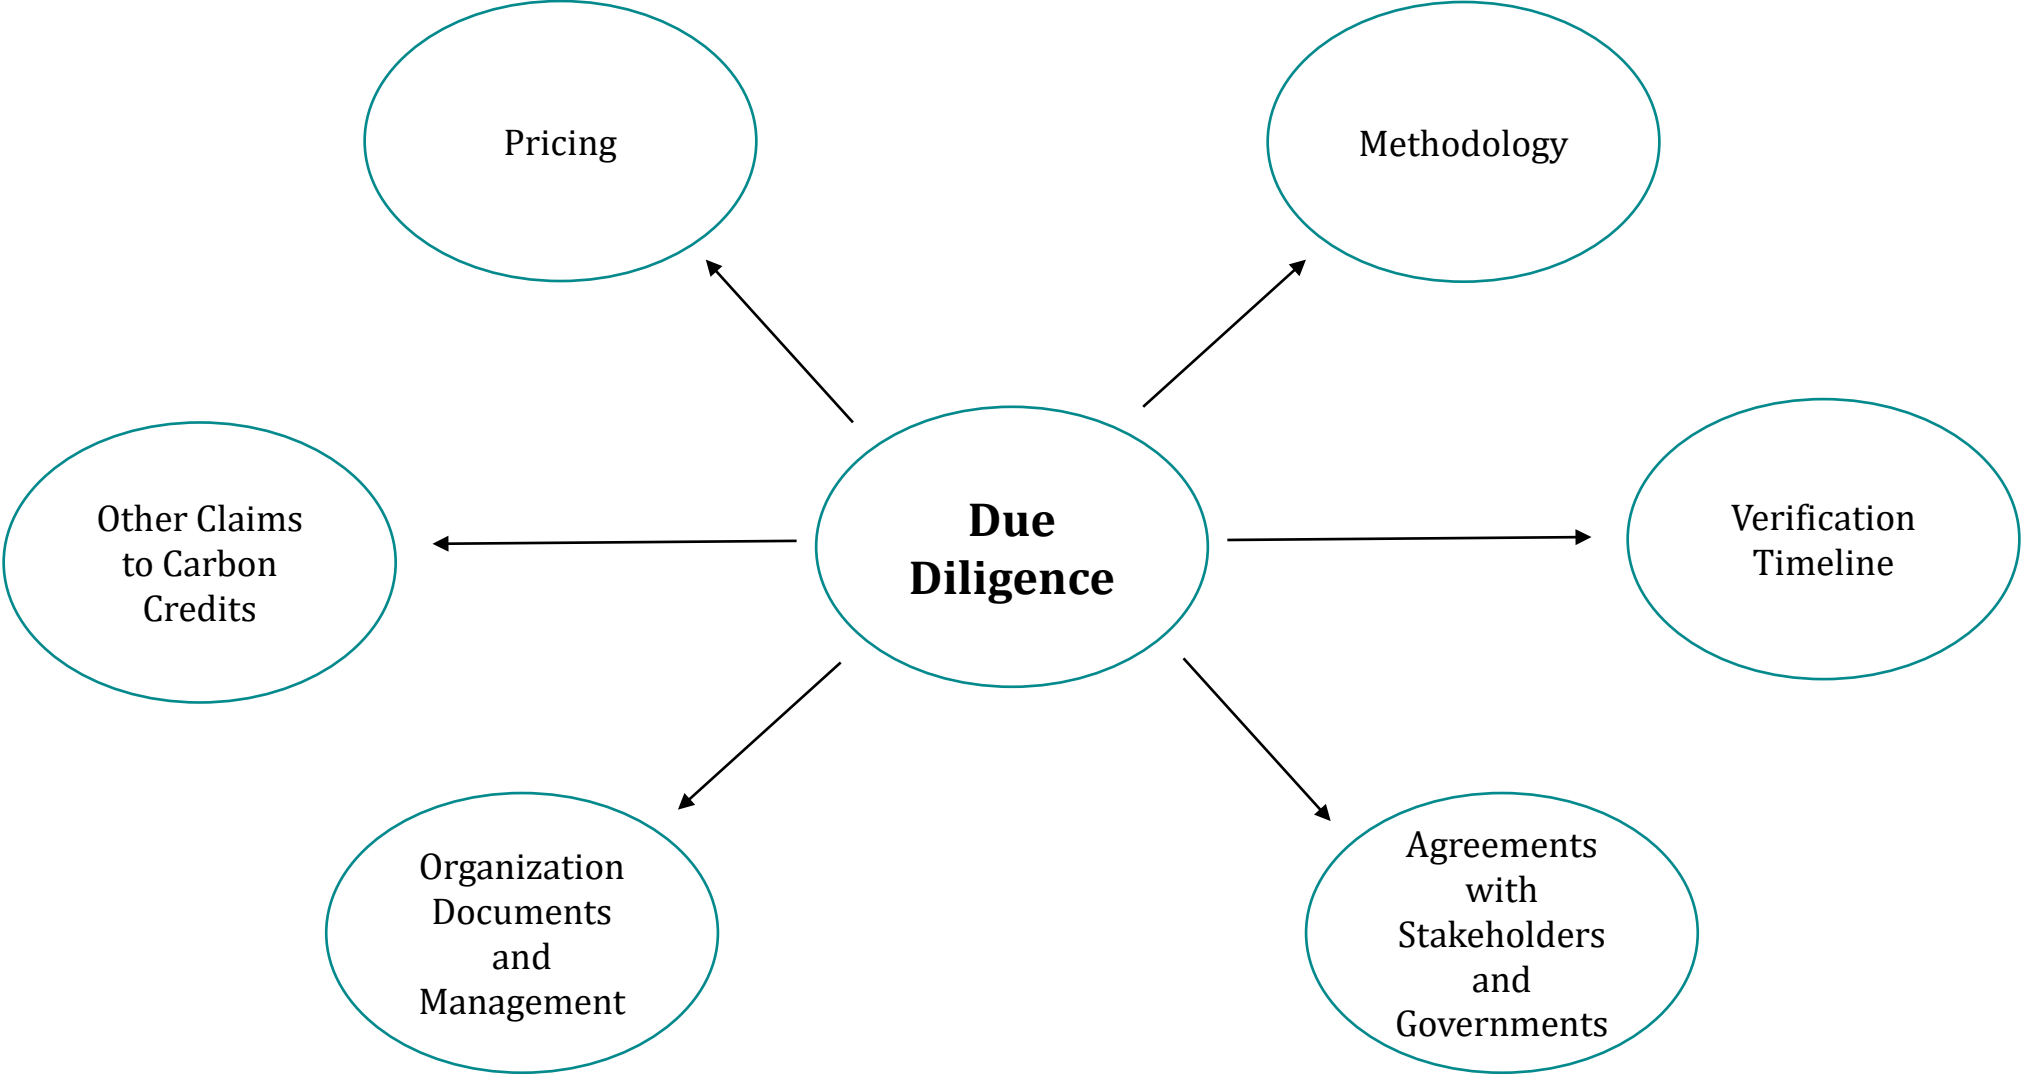 Pricing
Methodology
Other Claims
to Carbon
Credits
Due
Diligence
Verification
Timeline
Organization
Documents
and
Management
Agreements
with
Stakeholders
and
Governments